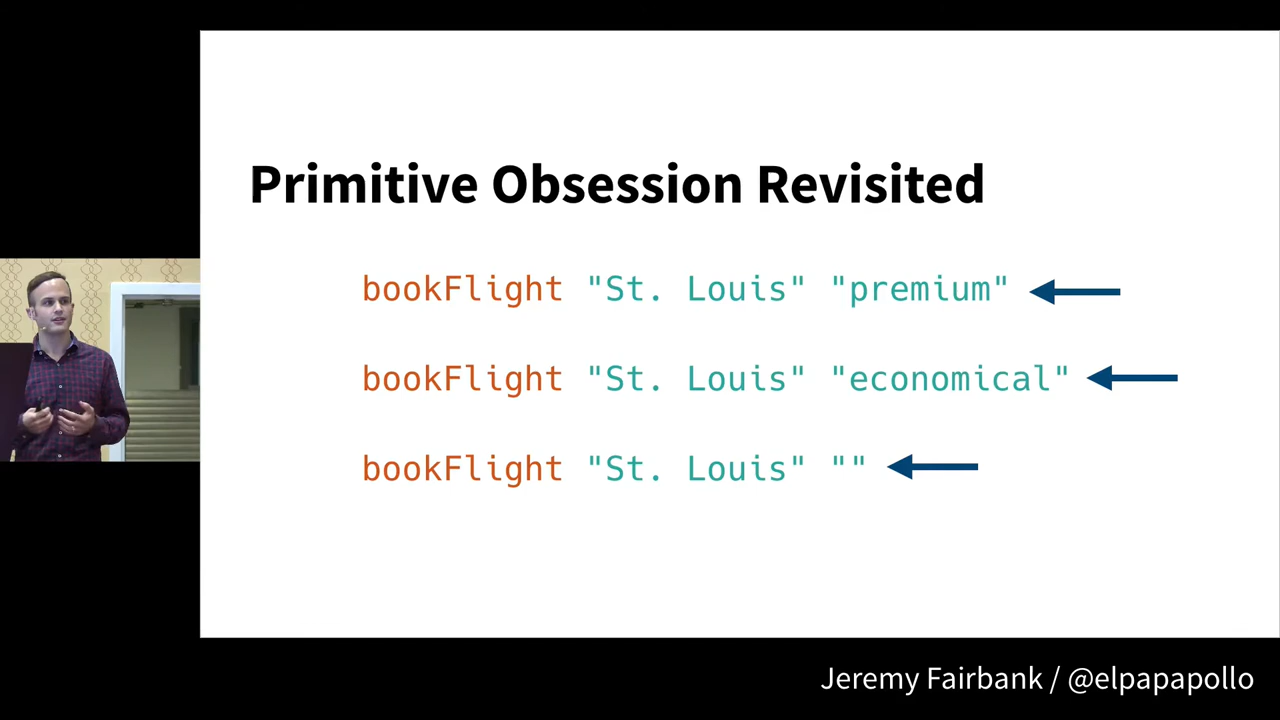 Primitive Obsession Revisited
bookFlight "St. Louis" "premium"
bookFlight "St. Louis" "economical"
bookFlight "St. Louis" ""
Jeremy Fairbank / @elpapapollo